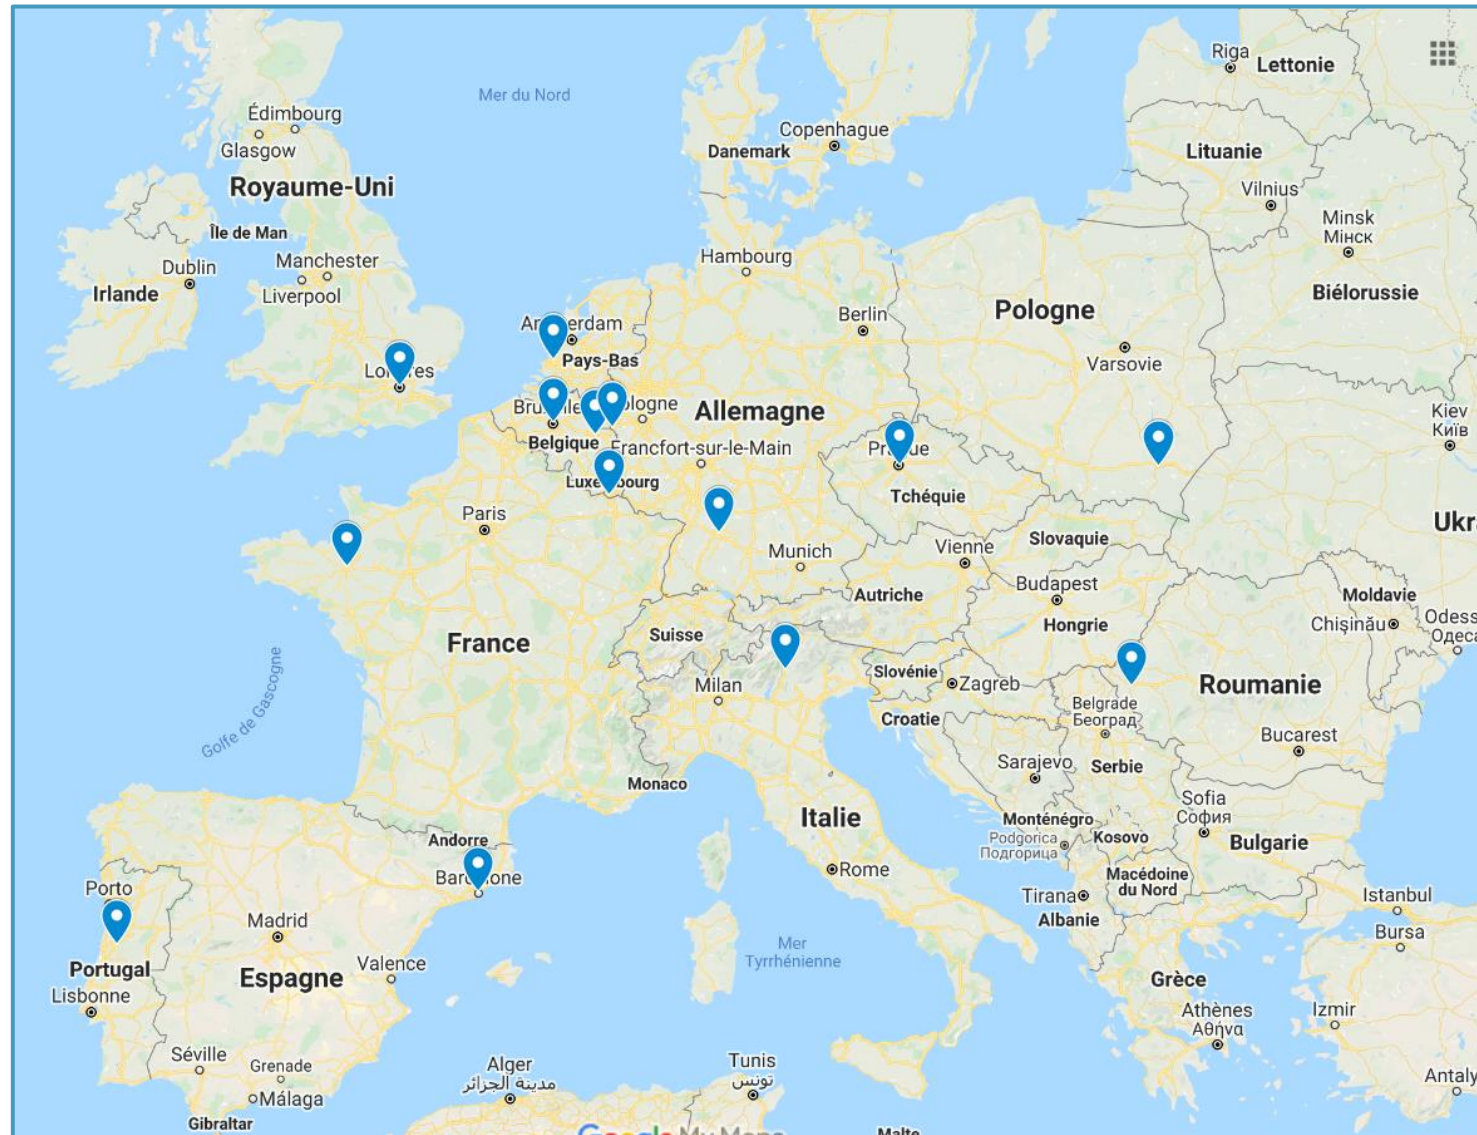 Riga
Lettonie
Mer du Nord
Édimbourg
Glasgow
Copenhague
Danemark
Lituanie
Royaume-Uni
Vilnius
Minsk
Мінск
Île de Man
Hambourg
Dublin
Manchester
Irlande
Liverpool
Biélorussie
Pologne
Berlin
Varsovie
Pays-Bas
Allemagne
Kiev
Київ
Belgique
Francfort-sur-le-Main
Tchéquie
Paris
Slovaquie
Vienne
Munich
Budapest
Autriche
Moldavie
Chișinău
Hongrie
Suisse
France
Slovénie
Milan
Zagreb
Roumanie
Belgrade
Београд
Croatie
Golfe de Gascogne
Bucarest
Sarajevo
Serbie
Monaco
Sofia
София
Italie
Monténégro
Kosovo
Podgorica
Подгорица
Andorre
Bulgarie
Rome
Macédoine
du Nord
Porto
Tirana
Albanie
Istanbul
Madrid
Bursa
Mer
Tyrrhénienne
Valence
Portugal
Espagne
Grèce
Lisbonne
Athènes
Αθήνα
Izmir
Séville
Grenade
Alger
مدينة الجزائر
Tunis
تونس
Málaga
Gibraltar